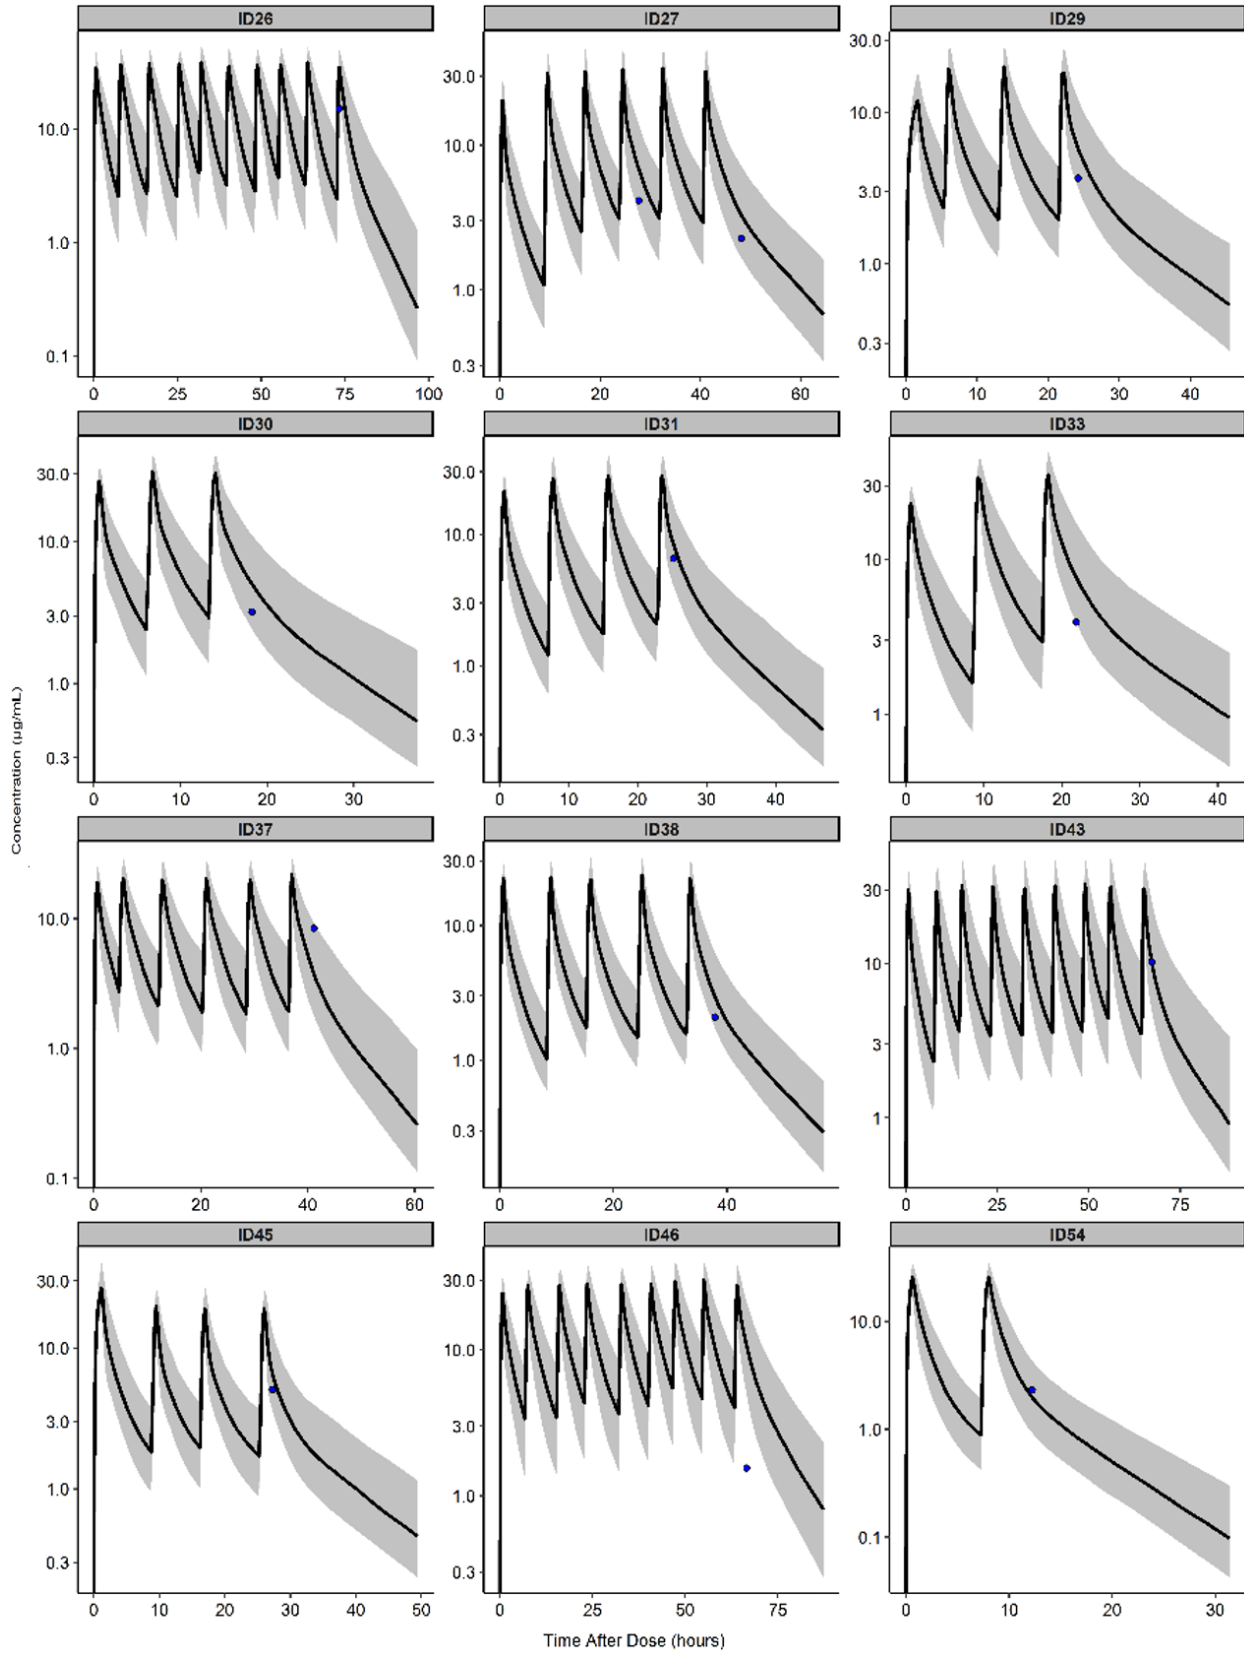 ID26 ID27 ID29
10.0 1.0 0.1
30.0 10.0 3.0 1.0 0.3
30.0 10.0 3.0 1.0 0.3
0 25 50 75 100
0 20 40 60
0 10 20 30 40
ID30 ID31 ID33
30.0 10.0 3.0 1.0 0.3
30.0 10.0 3.0 1.0 0.3
30 10 3 1
0 10 20 30
0 10 20 30 40
0 10 20 30 40
Concentration (µg/mL)
ID37 ID38 ID43
10.0 1.0 0.1
30.0 10.0 3.0 1.0 0.3
30 10 3 1
0 20 40 60
0 20 40
0 25 50 75
ID45 ID46 ID54
30.0 10.0 3.0 1.0 0.3
30.0 10.0 3.0 1.0 0.3
10.0 1.0 0.1
0 10 20 30 40 50
0 25 50 75
0 10 20 30
Time After Dose (hours)